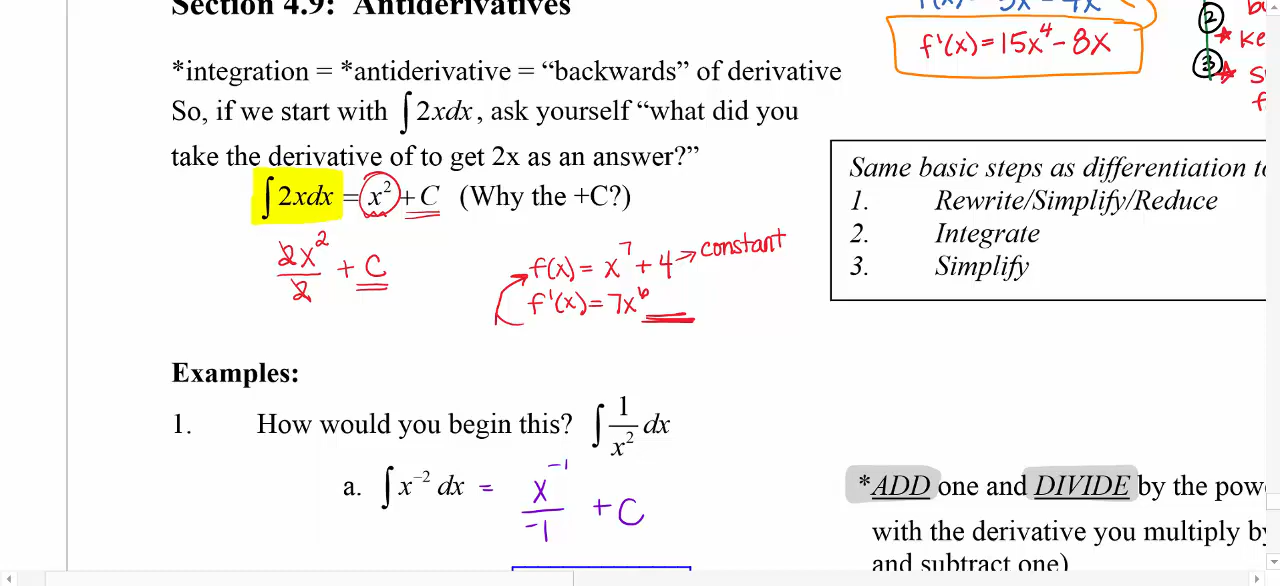 Section 4.9: Antiderivatives
f'(x) = 15x⁴ - 8x
②
★ Ke
③ ★ S
f
*integration = *antiderivative = “backwards” of derivative
So, if we start with ∫2xdx, ask yourself “what did you
take the derivative of to get 2x as an answer?”
∫2xdx = x² + C (Why the +C?)
2x²/2 + C
f(x) = x⁷ + 4 → constant
f'(x) = 7x⁶
Same basic steps as differentiation to
1. Rewrite/Simplify/Reduce
2. Integrate
3. Simplify
Examples:
1. How would you begin this? ∫ 1/x² dx
a. ∫ x⁻² dx = x⁻¹/-1 + C
*ADD one and DIVIDE by the pow
with the derivative you multiply by
and subtract one)